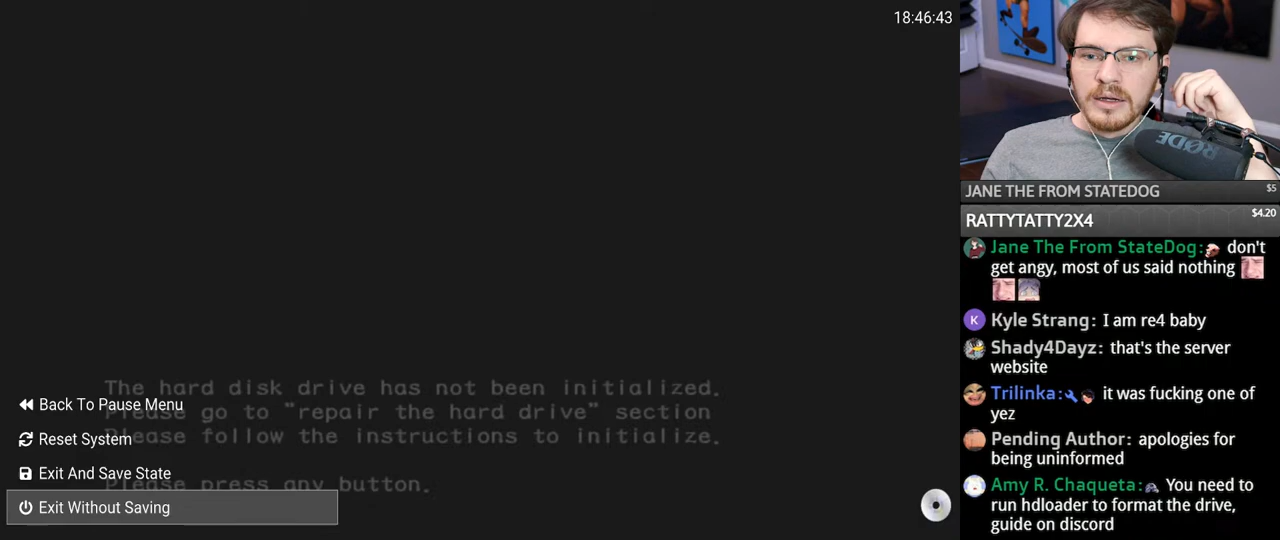 18:46:43
The hard disk drive has not been initialized.
Please go to "repair the hard drive" section
Please follow the instructions to initialize.
Please press any button.
Back To Pause Menu
Reset System
Exit And Save State
Exit Without Saving
RØDE
JANE THE FROM STATEDOG $5
RATTYTATTY2X4 $4.20
Jane The From StateDog: don't
get angy, most of us said nothing
K Kyle Strang: I am re4 baby
Shady4Dayz: that's the server
website
Trilinka: it was fucking one of
yez
Pending Author: apologies for
being uninformed
Amy R. Chaqueta: You need to
run hdloader to format the drive,
guide on discord